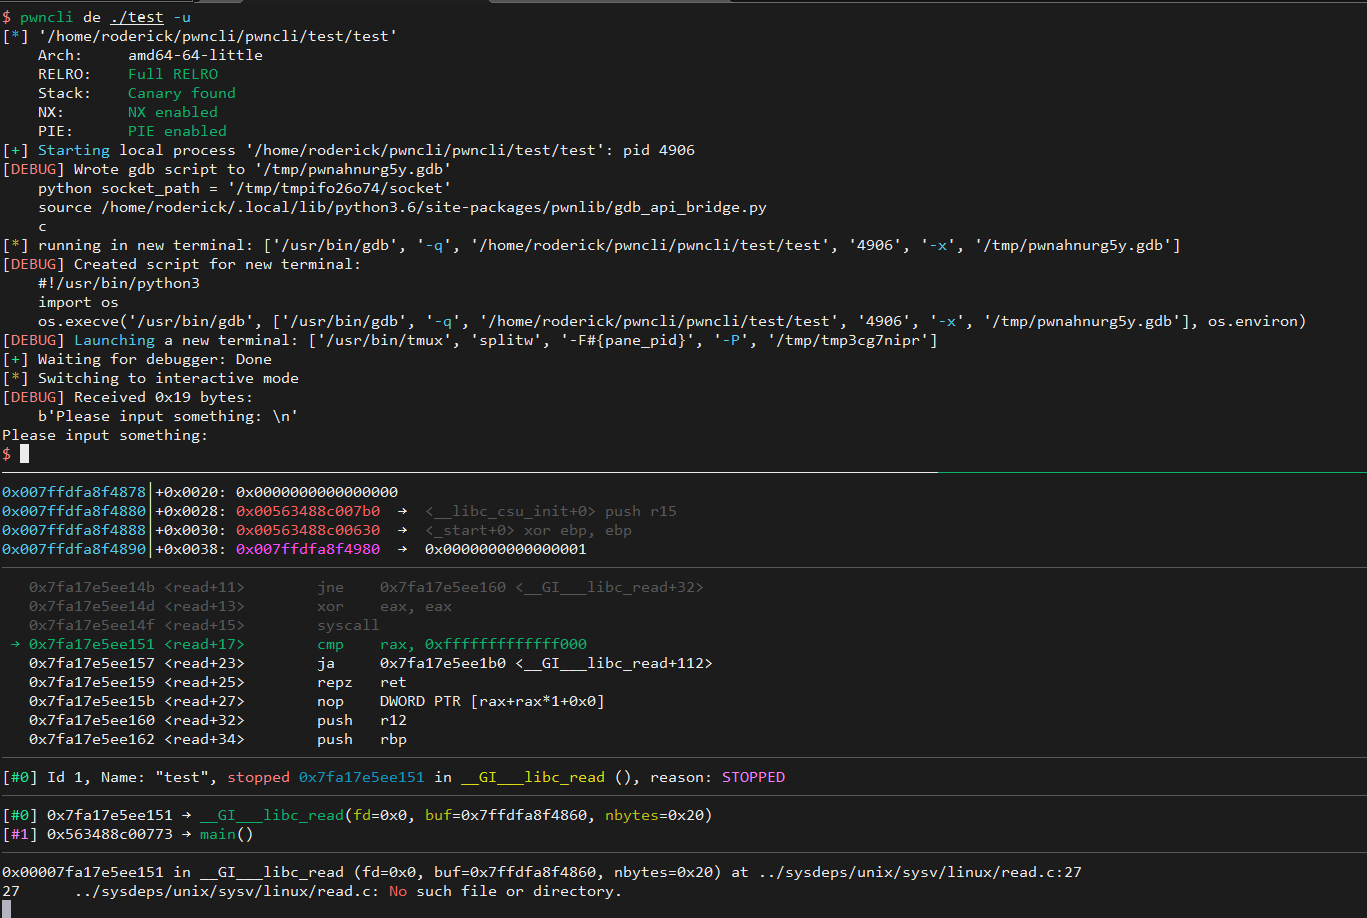 $ pwncli de ./test -u
[*] '/home/roderick/pwncli/pwncli/test/test'
    Arch:     amd64-64-little
    RELRO:    Full RELRO
    Stack:    Canary found
    NX:       NX enabled
    PIE:      PIE enabled
[+] Starting local process '/home/roderick/pwncli/pwncli/test/test': pid 4906
[DEBUG] Wrote gdb script to '/tmp/pwnahnurg5y.gdb'
    python socket_path = '/tmp/tmpifo26o74/socket'
    source /home/roderick/.local/lib/python3.6/site-packages/pwnlib/gdb_api_bridge.py
    c
[*] running in new terminal: ['/usr/bin/gdb', '-q', '/home/roderick/pwncli/pwncli/test/test', '4906', '-x', '/tmp/pwnahnurg5y.gdb']
[DEBUG] Created script for new terminal:
    #!/usr/bin/python3
    import os
    os.execve('/usr/bin/gdb', ['/usr/bin/gdb', '-q', '/home/roderick/pwncli/pwncli/test/test', '4906', '-x', '/tmp/pwnahnurg5y.gdb'], os.environ)
[DEBUG] Launching a new terminal: ['/usr/bin/tmux', 'splitw', '-F#{pane_pid}', '-P', '/tmp/tmp3cg7nipr']
[+] Waiting for debugger: Done
[*] Switching to interactive mode
[DEBUG] Received 0x19 bytes:
    b'Please input something: \n'
Please input something:
$
0x007ffdfa8f4878│+0x0020: 0x0000000000000000
0x007ffdfa8f4880│+0x0028: 0x00563488c007b0  →  <__libc_csu_init+0> push r15
0x007ffdfa8f4888│+0x0030: 0x00563488c00630  →  <_start+0> xor ebp, ebp
0x007ffdfa8f4890│+0x0038: 0x007ffdfa8f4980  →  0x0000000000000001
   0x7fa17e5ee14b <read+11>        jne    0x7fa17e5ee160 <__GI___libc_read+32>
   0x7fa17e5ee14d <read+13>        xor    eax, eax
   0x7fa17e5ee14f <read+15>        syscall
 → 0x7fa17e5ee151 <read+17>        cmp    rax, 0xfffffffffffff000
   0x7fa17e5ee157 <read+23>        ja     0x7fa17e5ee1b0 <__GI___libc_read+112>
   0x7fa17e5ee159 <read+25>        repz   ret
   0x7fa17e5ee15b <read+27>        nop    DWORD PTR [rax+rax*1+0x0]
   0x7fa17e5ee160 <read+32>        push   r12
   0x7fa17e5ee162 <read+34>        push   rbp
[#0] Id 1, Name: "test", stopped 0x7fa17e5ee151 in __GI___libc_read (), reason: STOPPED
[#0] 0x7fa17e5ee151 → __GI___libc_read(fd=0x0, buf=0x7ffdfa8f4860, nbytes=0x20)
[#1] 0x563488c00773 → main()
0x00007fa17e5ee151 in __GI___libc_read (fd=0x0, buf=0x7ffdfa8f4860, nbytes=0x20) at ../sysdeps/unix/sysv/linux/read.c:27
27      ../sysdeps/unix/sysv/linux/read.c: No such file or directory.